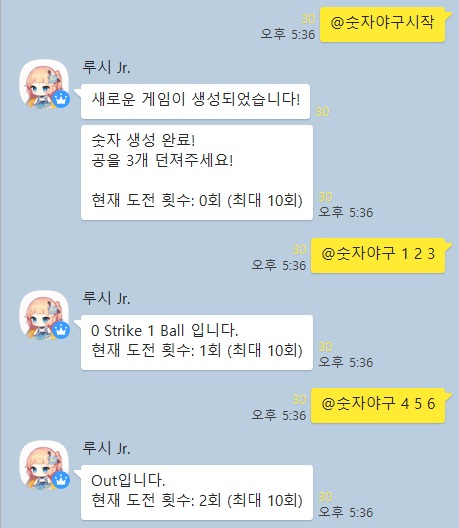 30
오후 5:36
@숫자야구시작
루시 Jr.
새로운 게임이 생성되었습니다!
30
숫자 생성 완료!
공을 3개 던져주세요!
현재 도전 횟수: 0회 (최대 10회)
30
오후 5:36
30
오후 5:36
@숫자야구 1 2 3
루시 Jr.
0 Strike 1 Ball 입니다.
현재 도전 횟수: 1회 (최대 10회)
30
오후 5:36
30
오후 5:36
@숫자야구 4 5 6
루시 Jr.
Out입니다.
현재 도전 횟수: 2회 (최대 10회)
30
오후 5:36